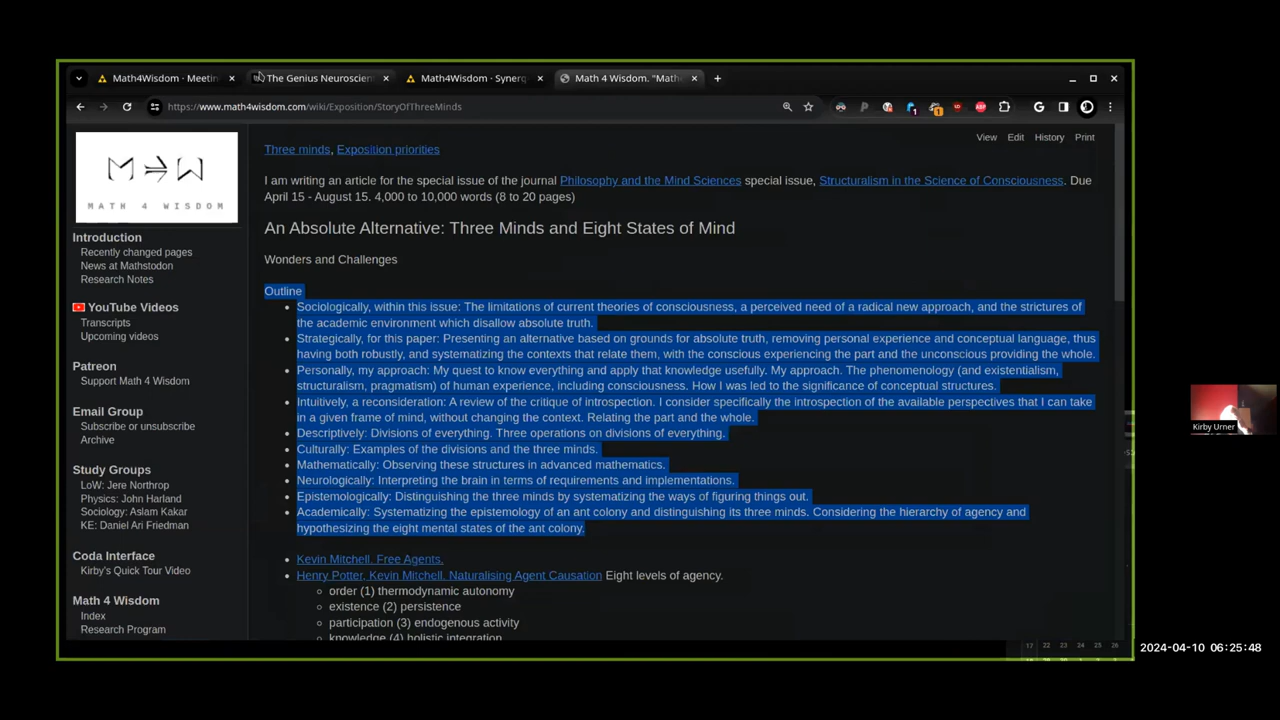 Math4Wisdom · Meetin
The Genius Neuroscien
Math4Wisdom · Synerg
Math 4 Wisdom. "Math
https://www.math4wisdom.com/wiki/Exposition/StoryOfThreeMinds
View Edit History Print
MATH 4 WISDOM
Introduction
Recently changed pages
News at Mathstodon
Research Notes
YouTube Videos
Transcripts
Upcoming videos
Patreon
Support Math 4 Wisdom
Email Group
Subscribe or unsubscribe
Archive
Study Groups
LoW: Jere Northrop
Physics: John Harland
Sociology: Aslam Kakar
KE: Daniel Ari Friedman
Coda Interface
Kirby's Quick Tour Video
Math 4 Wisdom
Index
Research Program
Three minds, Exposition priorities
I am writing an article for the special issue of the journal Philosophy and the Mind Sciences special issue, Structuralism in the Science of Consciousness. Due
April 15 - August 15. 4,000 to 10,000 words (8 to 20 pages)
An Absolute Alternative: Three Minds and Eight States of Mind
Wonders and Challenges
Outline
Sociologically, within this issue: The limitations of current theories of consciousness, a perceived need of a radical new approach, and the strictures of
the academic environment which disallow absolute truth.
Strategically, for this paper: Presenting an alternative based on grounds for absolute truth, removing personal experience and conceptual language, thus
having both robustly, and systematizing the contexts that relate them, with the conscious experiencing the part and the unconscious providing the whole.
Personally, my approach: My quest to know everything and apply that knowledge usefully. My approach. The phenomenology (and existentialism,
structuralism, pragmatism) of human experience, including consciousness. How I was led to the significance of conceptual structures.
Intuitively, a reconsideration: A review of the critique of introspection. I consider specifically the introspection of the available perspectives that I can take
in a given frame of mind, without changing the context. Relating the part and the whole.
Descriptively: Divisions of everything. Three operations on divisions of everything.
Culturally: Examples of the divisions and the three minds.
Mathematically: Observing these structures in advanced mathematics.
Neurologically: Interpreting the brain in terms of requirements and implementations.
Epistemologically: Distinguishing the three minds by systematizing the ways of figuring things out.
Academically: Systematizing the epistemology of an ant colony and distinguishing its three minds. Considering the hierarchy of agency and
hypothesizing the eight mental states of the ant colony.
Kevin Mitchell. Free Agents.
Henry Potter, Kevin Mitchell. Naturalising Agent Causation Eight levels of agency.
order (1) thermodynamic autonomy
existence (2) persistence
participation (3) endogenous activity
knowledge (4) holistic integration
Kirby Urner
17 22 23 24 25 26
2024-04-10 06:25:48